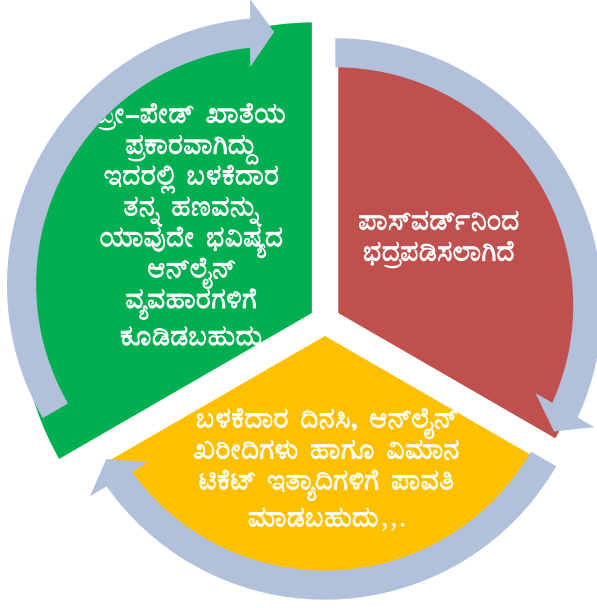 ಪ್ರೀ-ಪೇಡ್ ಖಾತೆಯ
ಪ್ರಕಾರವಾಗಿದ್ದು
ಇದರಲ್ಲಿ ಬಳಕೆದಾರ
ತನ್ನ ಹಣವನ್ನು
ಯಾವುದೇ ಭವಿಷ್ಯದ
ಆನ್‌ಲೈನ್
ವ್ಯವಹಾರಗಳಿಗೆ
ಕೂಡಿಡಬಹುದು
ಪಾಸ್‌ವರ್ಡ್‌ನಿಂದ
ಭದ್ರಪಡಿಸಲಾಗಿದೆ
ಬಳಕೆದಾರ ದಿನಸಿ, ಆನ್‌ಲೈನ್
ಖರೀದಿಗಳು ಹಾಗೂ ವಿಮಾನ
ಟಿಕೆಟ್ ಇತ್ಯಾದಿಗಳಿಗೆ ಪಾವತಿ
ಮಾಡಬಹುದು,,.